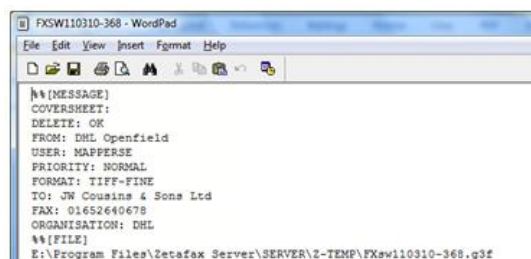 FXSW110310-368 - WordPad
File Edit View Insert Format Help
%%[MESSAGE]
COVERSHEET:
DELETE: OK
FROM: DHL Openfield
USER: MAPPERSE
PRIORITY: NORMAL
FORMAT: TIFF-FINE
TO: JW Cousins & Sons Ltd
FAX: 01652640678
ORGANISATION: DHL
%%[FILE]
E:\Program Files\Zetafax Server\SERVER\Z-TEMP\FXsw110310-368.g3f